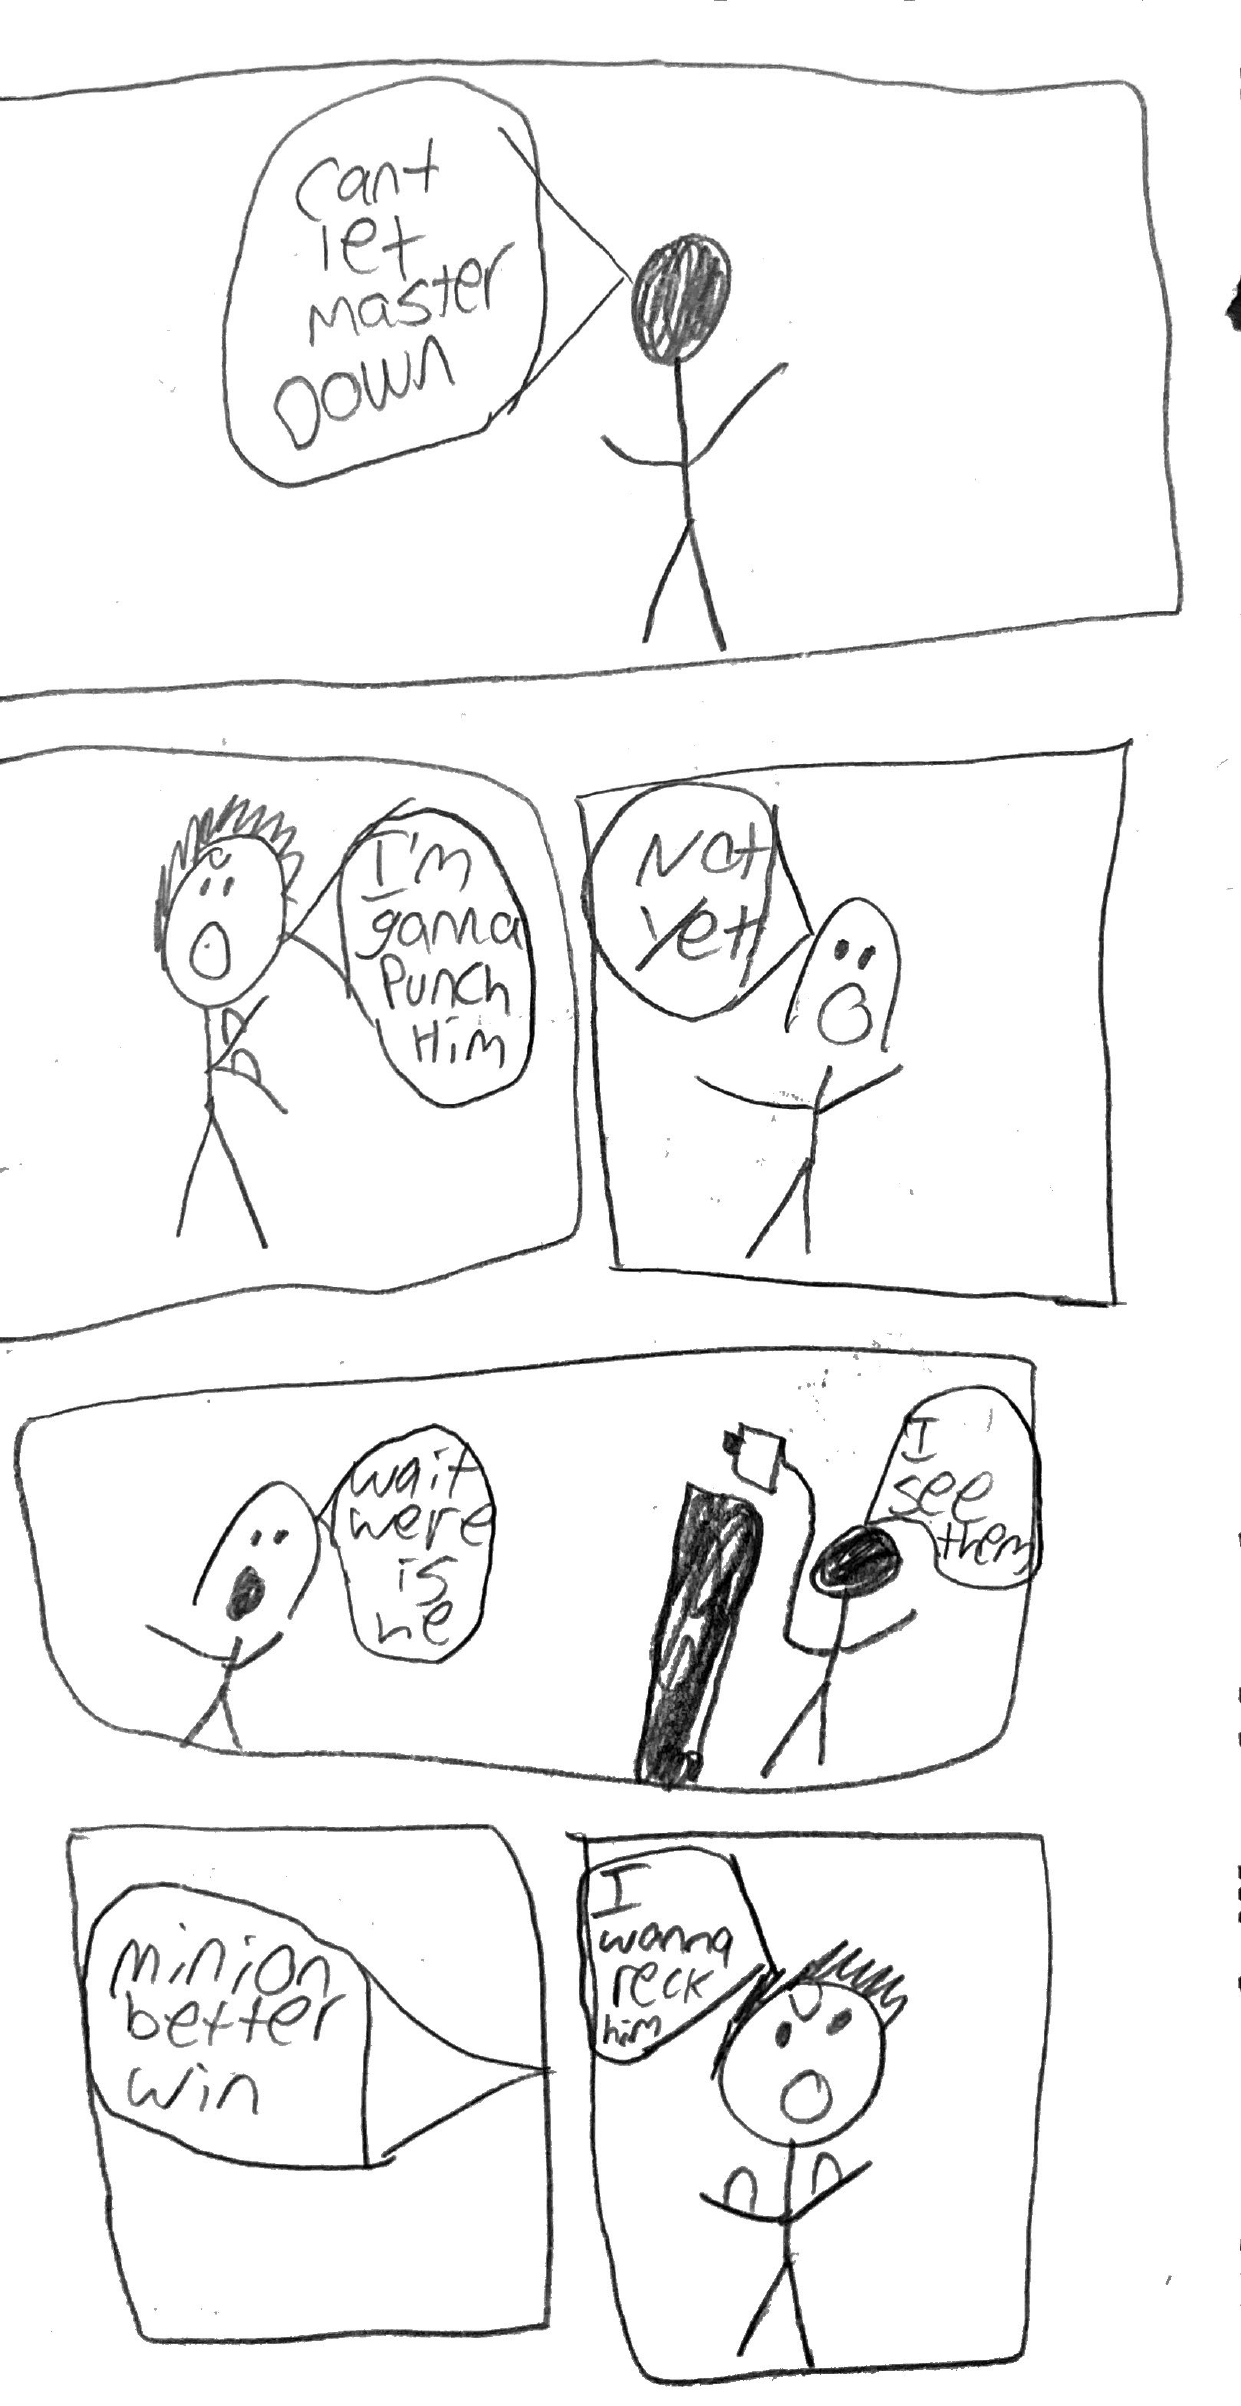 cant
let
master
DOWN
I'm
ganna
Punch
Him
Not
Yet
wait
were
is
he
I
see
them
minion
better
win
I
wanna
reck
him